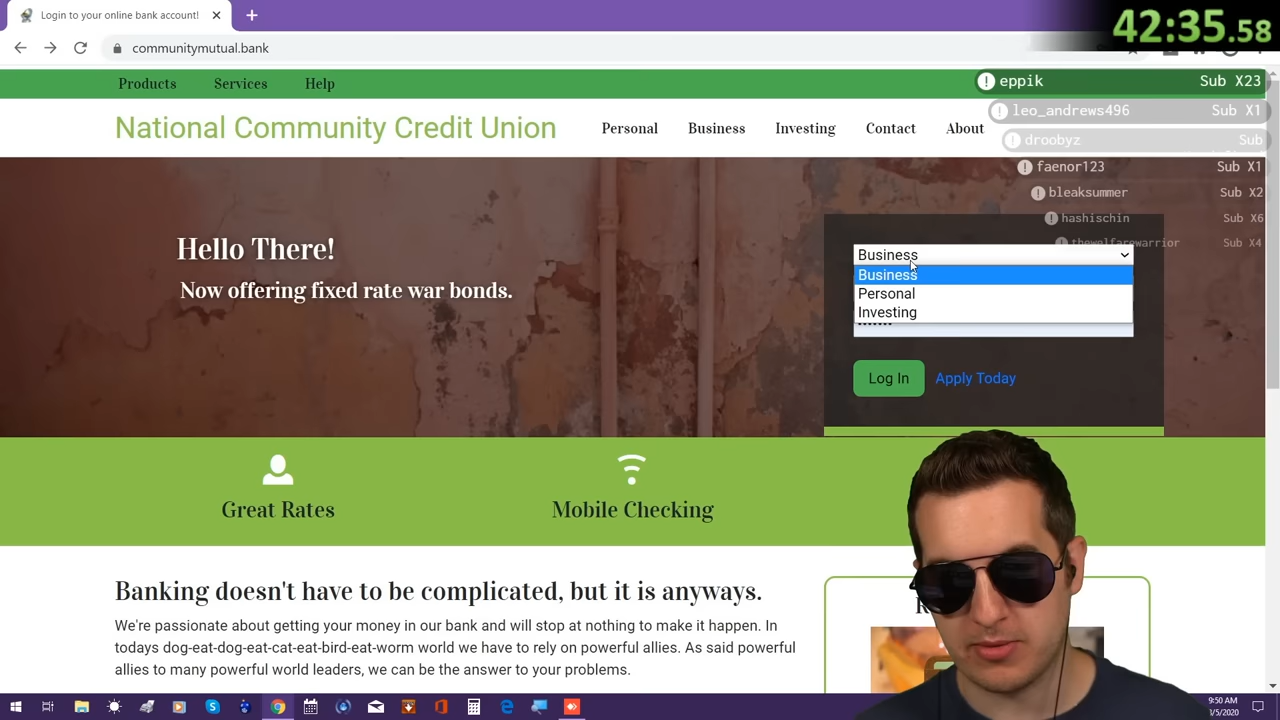 Login to your online bank account!
42:35.58
communitymutual.bank
Products Services Help
eppik Sub X23
leo_andrews496 Sub X1
droobyz Sub
faenor123 Sub X1
bleaksummer Sub X2
hashischin Sub X6
thewelfarewarrior Sub X4
National Community Credit Union
Personal Business Investing Contact About
Hello There!
Now offering fixed rate war bonds.
Business
Business
Personal
Investing
Log In Apply Today
Great Rates
Mobile Checking
Banking doesn't have to be complicated, but it is anyways.
We're passionate about getting your money in our bank and will stop at nothing to make it happen. In
todays dog-eat-dog-eat-cat-eat-bird-eat-worm world we have to rely on powerful allies. As said powerful
allies to many powerful world leaders, we can be the answer to your problems.
9:50 AM
/5/2020